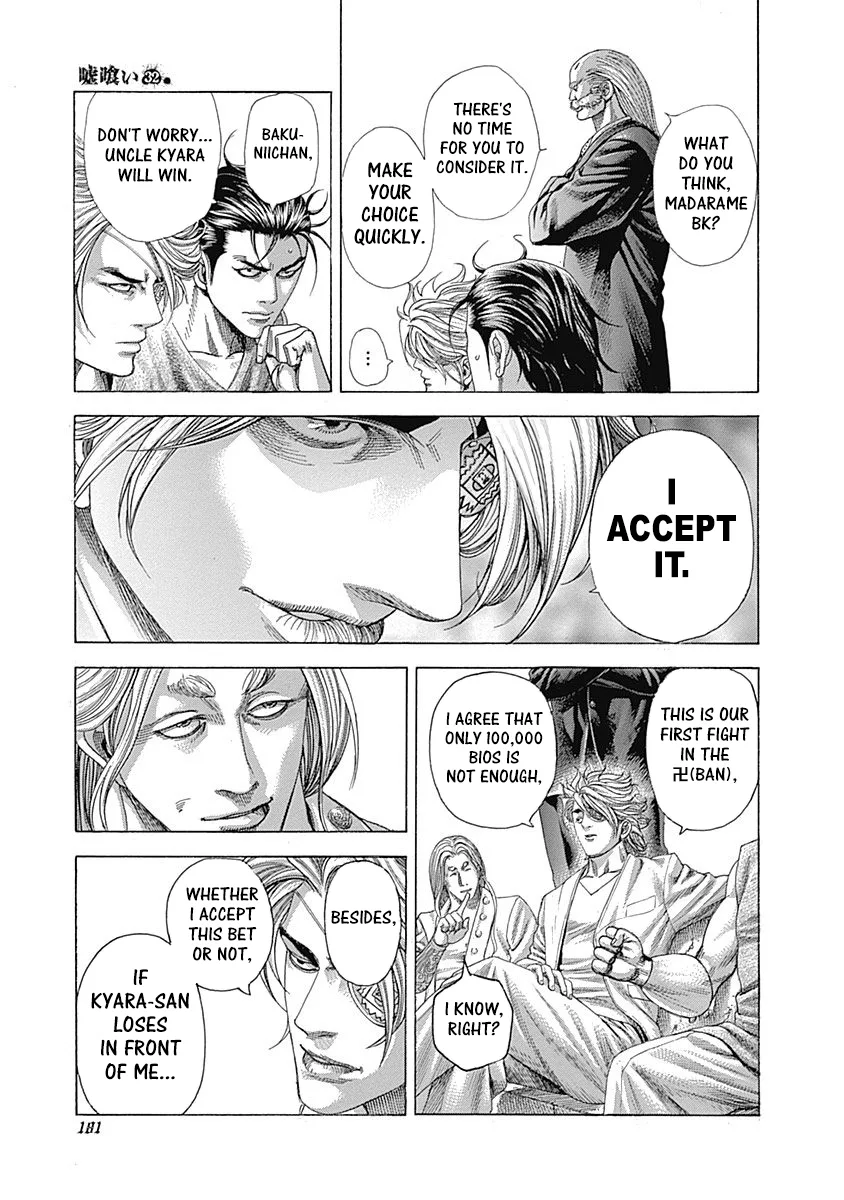 嘘喰い32
WHAT
DO YOU
THINK,
MADARAME
BK?
THERE'S
NO TIME
FOR YOU TO
CONSIDER IT.
MAKE
YOUR
CHOICE
QUICKLY.
...
BAKU-
NIICHAN,
DON'T WORRY...
UNCLE KYARA
WILL WIN.
I
ACCEPT
IT.
THIS IS OUR
FIRST FIGHT
IN THE
卍(BAN),
I AGREE THAT
ONLY 100,000
BIOS IS
NOT ENOUGH,
I KNOW,
RIGHT?
BESIDES,
WHETHER
I ACCEPT
THIS BET
OR NOT,
IF
KYARA-SAN
LOSES
IN FRONT
OF ME...
181